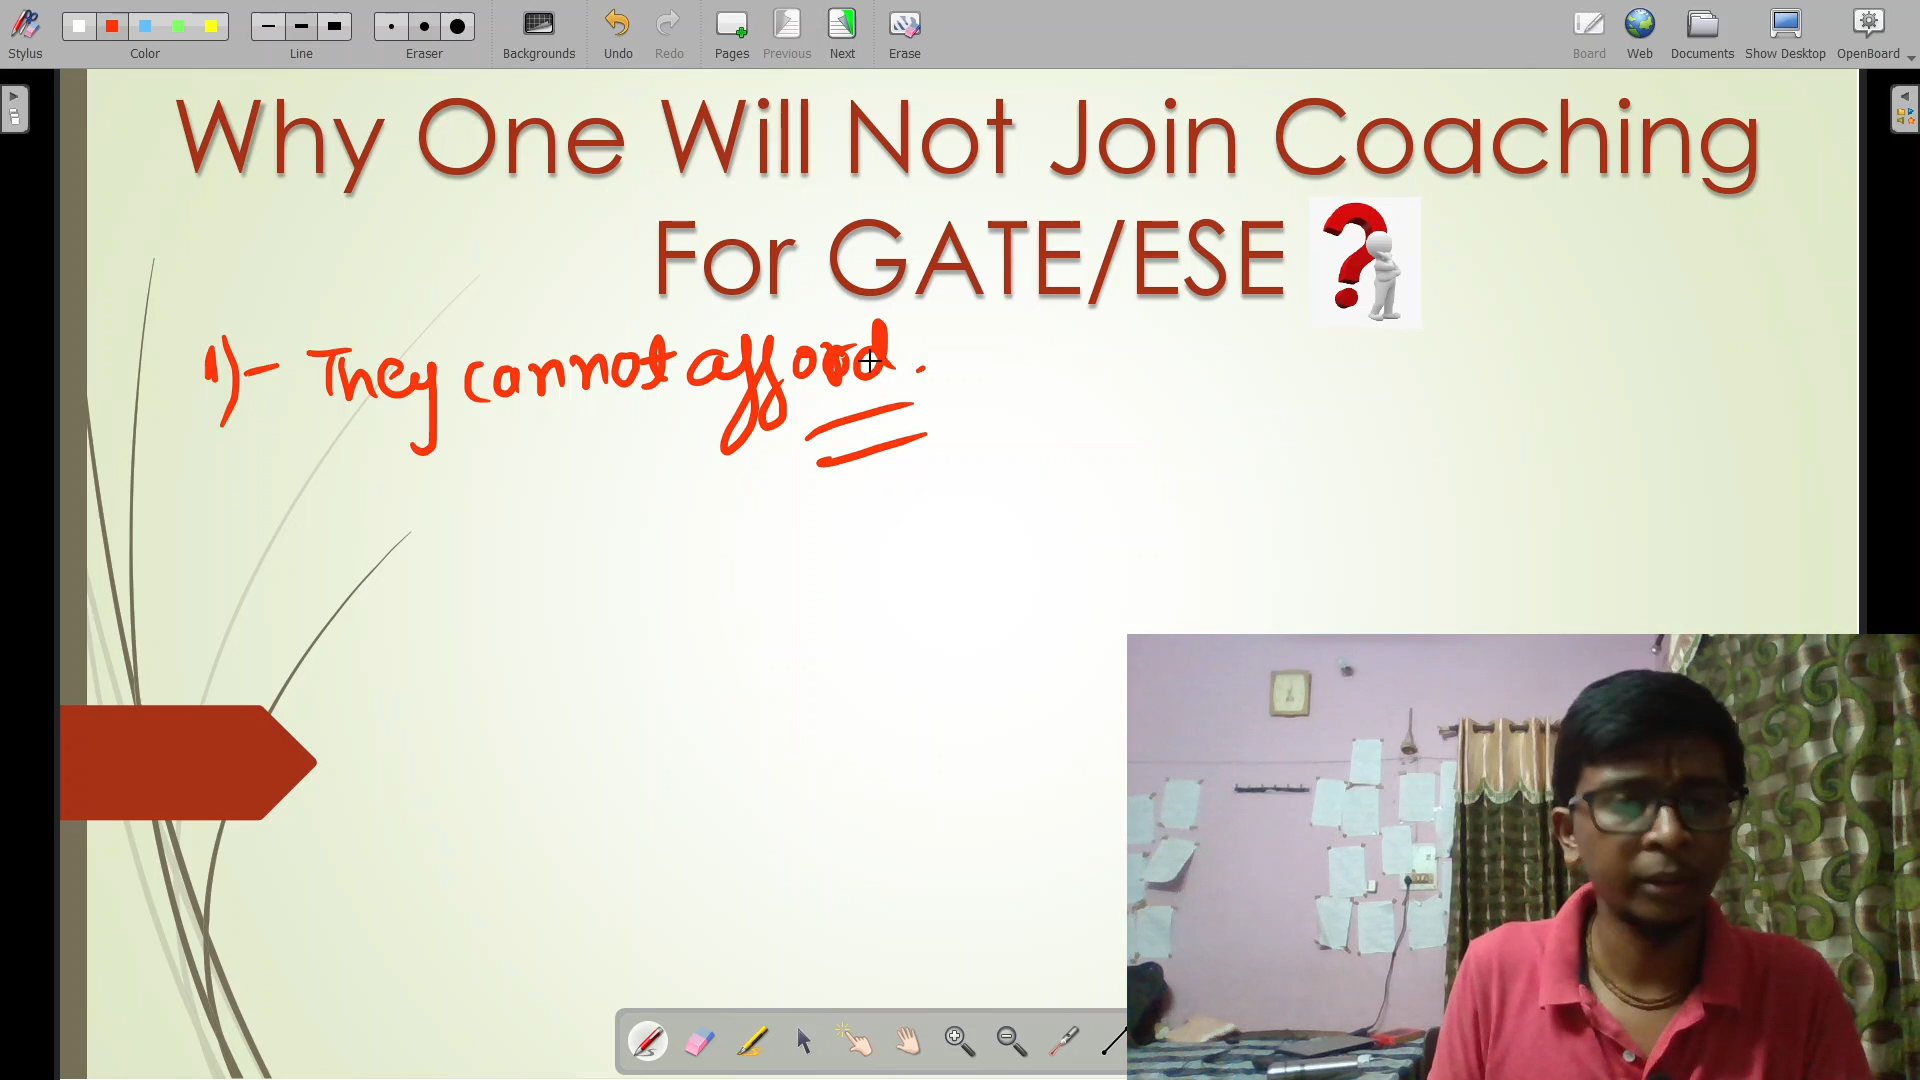 Stylus
Color
Line
Eraser
Backgrounds
Undo
Redo
Pages
Previous
Next
Erase
Board
Web
Documents
Show Desktop
OpenBoard
Why One Will Not Join Coaching
For GATE/ESE
1)- They cannot afford.